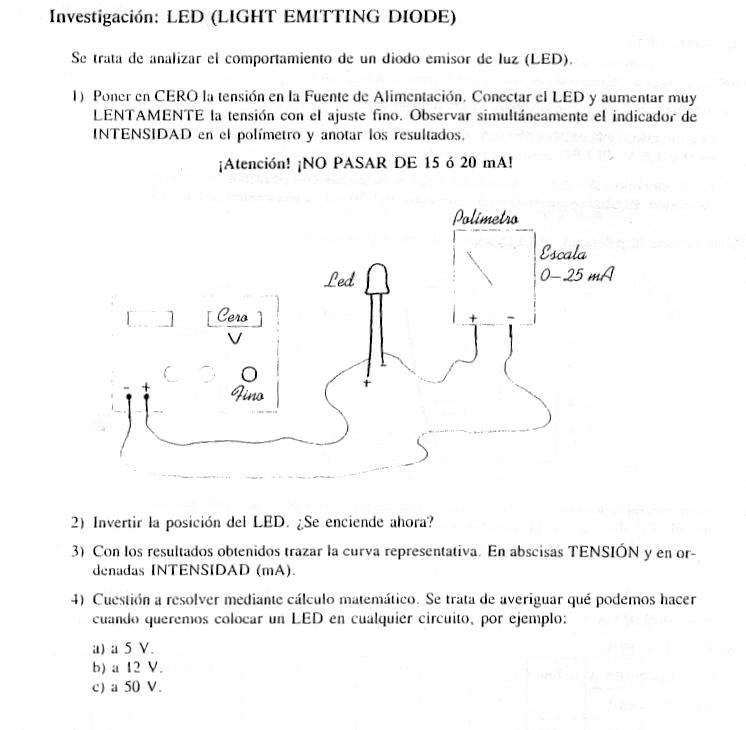 Investigación: LED (LIGHT EMITTING DIODE)
Se trata de analizar el comportamiento de un diodo emisor de luz (LED).
1) Poner en CERO la tensión en la Fuente de Alimentación. Conectar el LED y aumentar muy
LENTAMENTE la tensión con el ajuste fino. Observar simultáneamente el indicador de
INTENSIDAD en el polímetro y anotar los resultados.
¡Atención! ¡NO PASAR DE 15 ó 20 mA!
Polímetro
Escala
0-25 mA
Led
Cero
V
+ -
- +
Fino
+
-
2) Invertir la posición del LED. ¿Se enciende ahora?
3) Con los resultados obtenidos trazar la curva representativa. En abscisas TENSIÓN y en or-
denadas INTENSIDAD (mA).
4) Cuestión a resolver mediante cálculo matemático. Se trata de averiguar qué podemos hacer
cuando queremos colocar un LED en cualquier circuito, por ejemplo:
a) a 5 V.
b) a 12 V.
c) a 50 V.